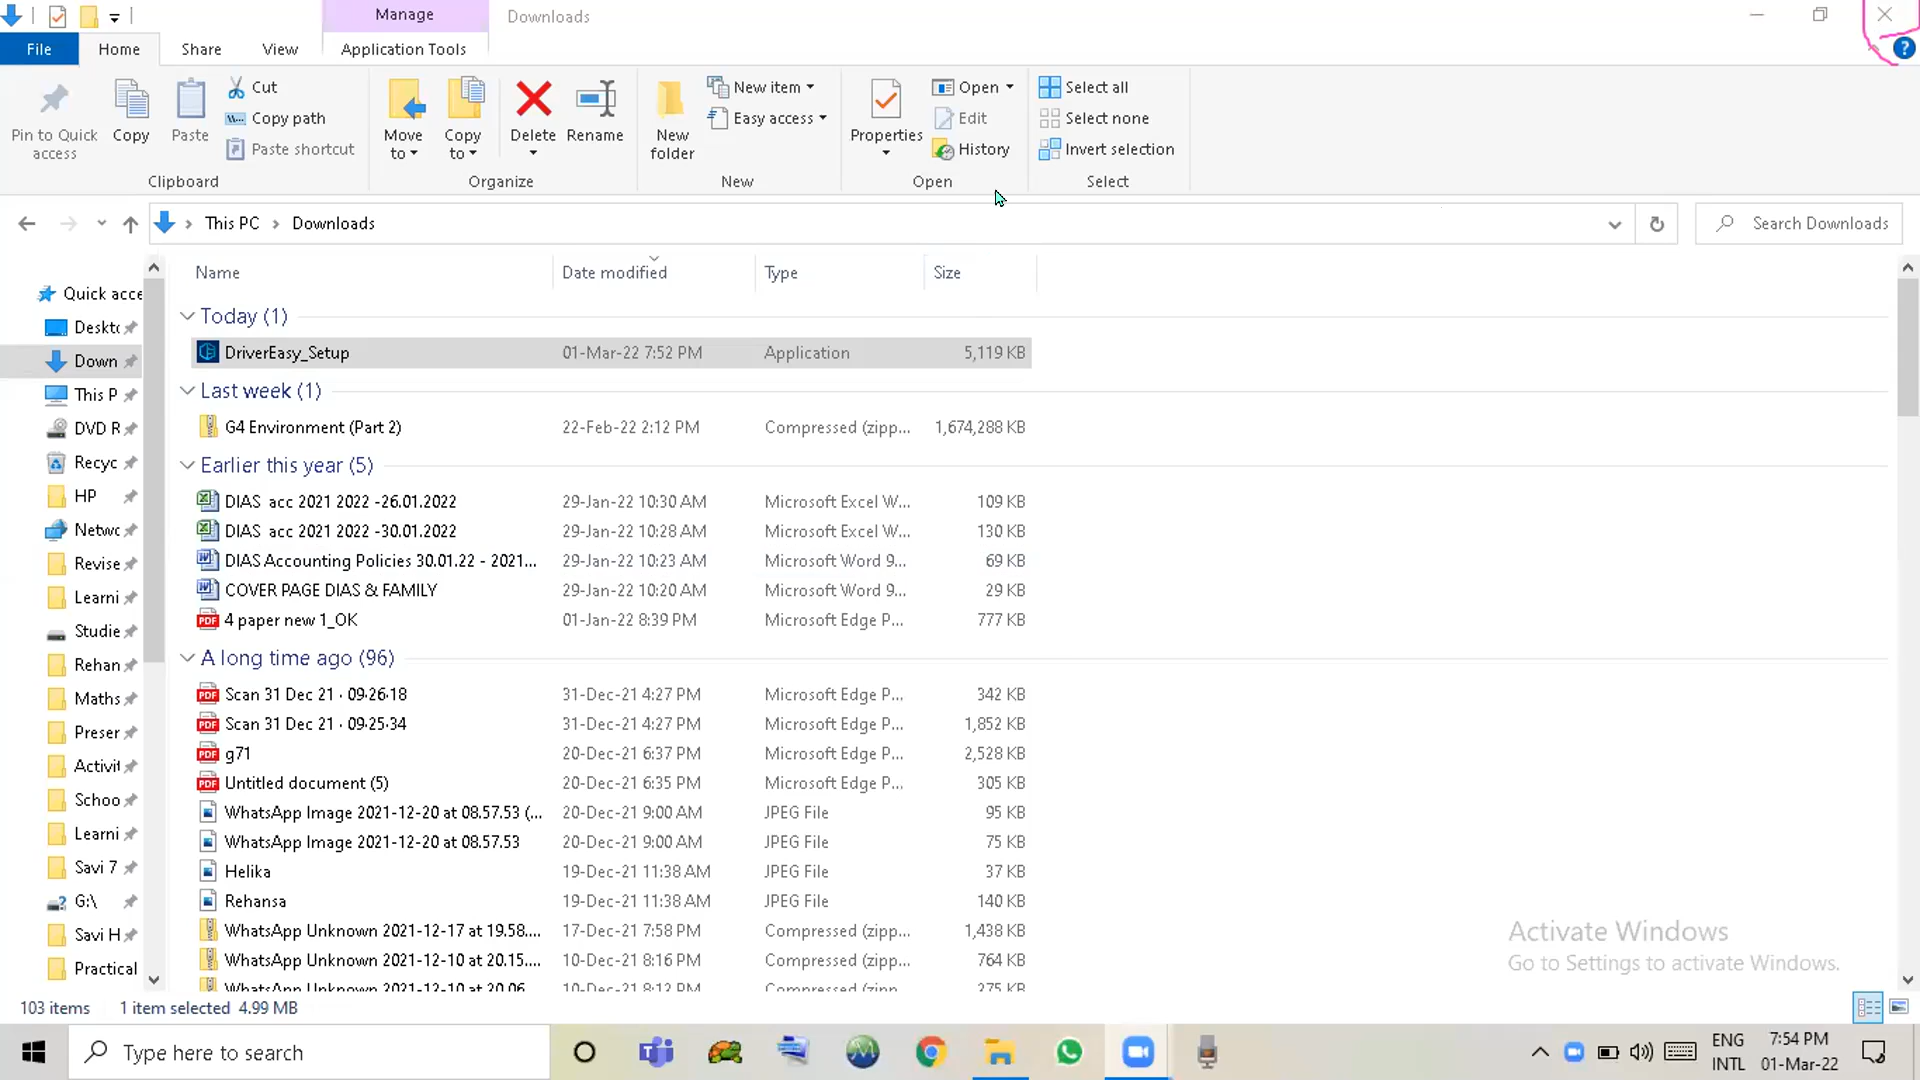 Manage
Downloads
File
Home
Share
View
Application Tools
Pin to Quick access
Copy
Paste
Cut
Copy path
Paste shortcut
Clipboard
Move to
Copy to
Delete
Rename
Organize
New folder
New item
Easy access
New
Properties
Open
Edit
History
Open
Select all
Select none
Invert selection
Select
This PC
Downloads
Search Downloads
Name
Date modified
Type
Size
Quick acce
Deskto
Down
This P
DVD R
Recyc
HP
Netwo
Revise
Learni
Studie
Rehan
Maths
Preser
Activit
Schoo
Learni
Savi 7
G:\
Savi H
Practical
Today (1)
DriverEasy_Setup 01-Mar-22 7:52 PM Application 5,119 KB
Last week (1)
G4 Environment (Part 2) 22-Feb-22 2:12 PM Compressed (zipp... 1,674,288 KB
Earlier this year (5)
DIAS acc 2021 2022 -26.01.2022 29-Jan-22 10:30 AM Microsoft Excel W... 109 KB
DIAS acc 2021 2022 -30.01.2022 29-Jan-22 10:28 AM Microsoft Excel W... 130 KB
DIAS Accounting Policies 30.01.22 - 2021... 29-Jan-22 10:23 AM Microsoft Word 9... 69 KB
COVER PAGE DIAS & FAMILY 29-Jan-22 10:20 AM Microsoft Word 9... 29 KB
4 paper new 1_OK 01-Jan-22 8:39 PM Microsoft Edge P... 777 KB
A long time ago (96)
Scan 31 Dec 21 · 09·26·18 31-Dec-21 4:27 PM Microsoft Edge P... 342 KB
Scan 31 Dec 21 · 09·25·34 31-Dec-21 4:27 PM Microsoft Edge P... 1,852 KB
g71 20-Dec-21 6:37 PM Microsoft Edge P... 2,528 KB
Untitled document (5) 20-Dec-21 6:35 PM Microsoft Edge P... 305 KB
WhatsApp Image 2021-12-20 at 08.57.53 (... 20-Dec-21 9:00 AM JPEG File 95 KB
WhatsApp Image 2021-12-20 at 08.57.53 20-Dec-21 9:00 AM JPEG File 75 KB
Helika 19-Dec-21 11:38 AM JPEG File 37 KB
Rehansa 19-Dec-21 11:38 AM JPEG File 140 KB
WhatsApp Unknown 2021-12-17 at 19.58.... 17-Dec-21 7:58 PM Compressed (zipp... 1,438 KB
WhatsApp Unknown 2021-12-10 at 20.15.... 10-Dec-21 8:16 PM Compressed (zipp... 764 KB
WhatsApp Unknown 2021-12-10 at 20.06 10-Dec-21 8:12 PM Compressed (zipp 275 KB
Activate Windows
Go to Settings to activate Windows.
103 items
1 item selected 4.99 MB
Type here to search
ENG
INTL
7:54 PM
01-Mar-22